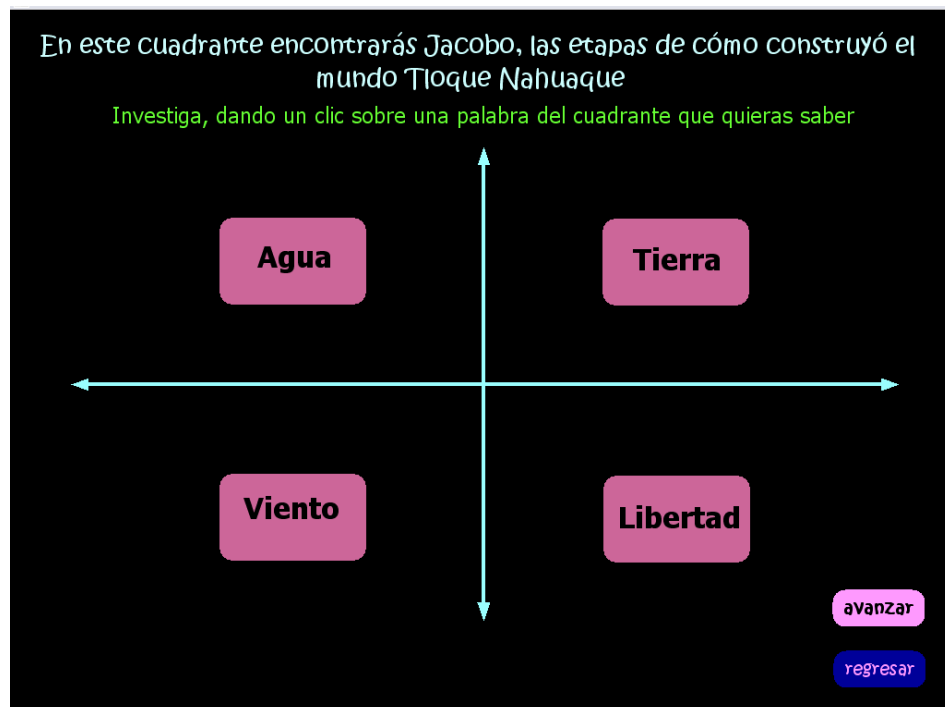 En este cuadrante encontrarás Jacobo, las etapas de cómo construyó el
mundo Tloque Nahuaque
Investiga, dando un clic sobre una palabra del cuadrante que quieras saber
Agua
Tierra
Viento
Libertad
avanzar
regresar